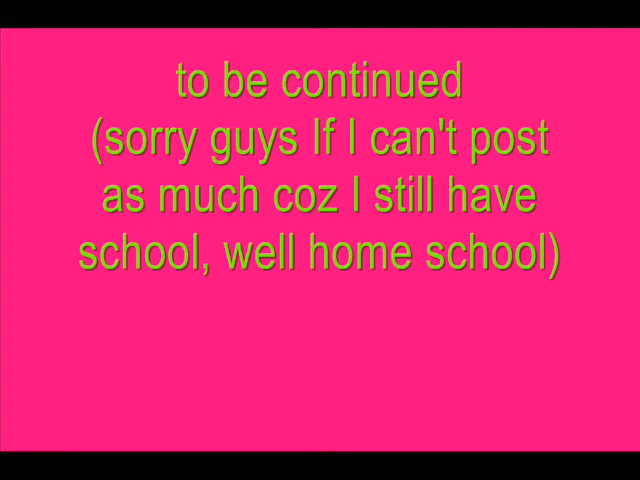 to be continued
(sorry guys If I can't post
as much coz I still have
school, well home school)